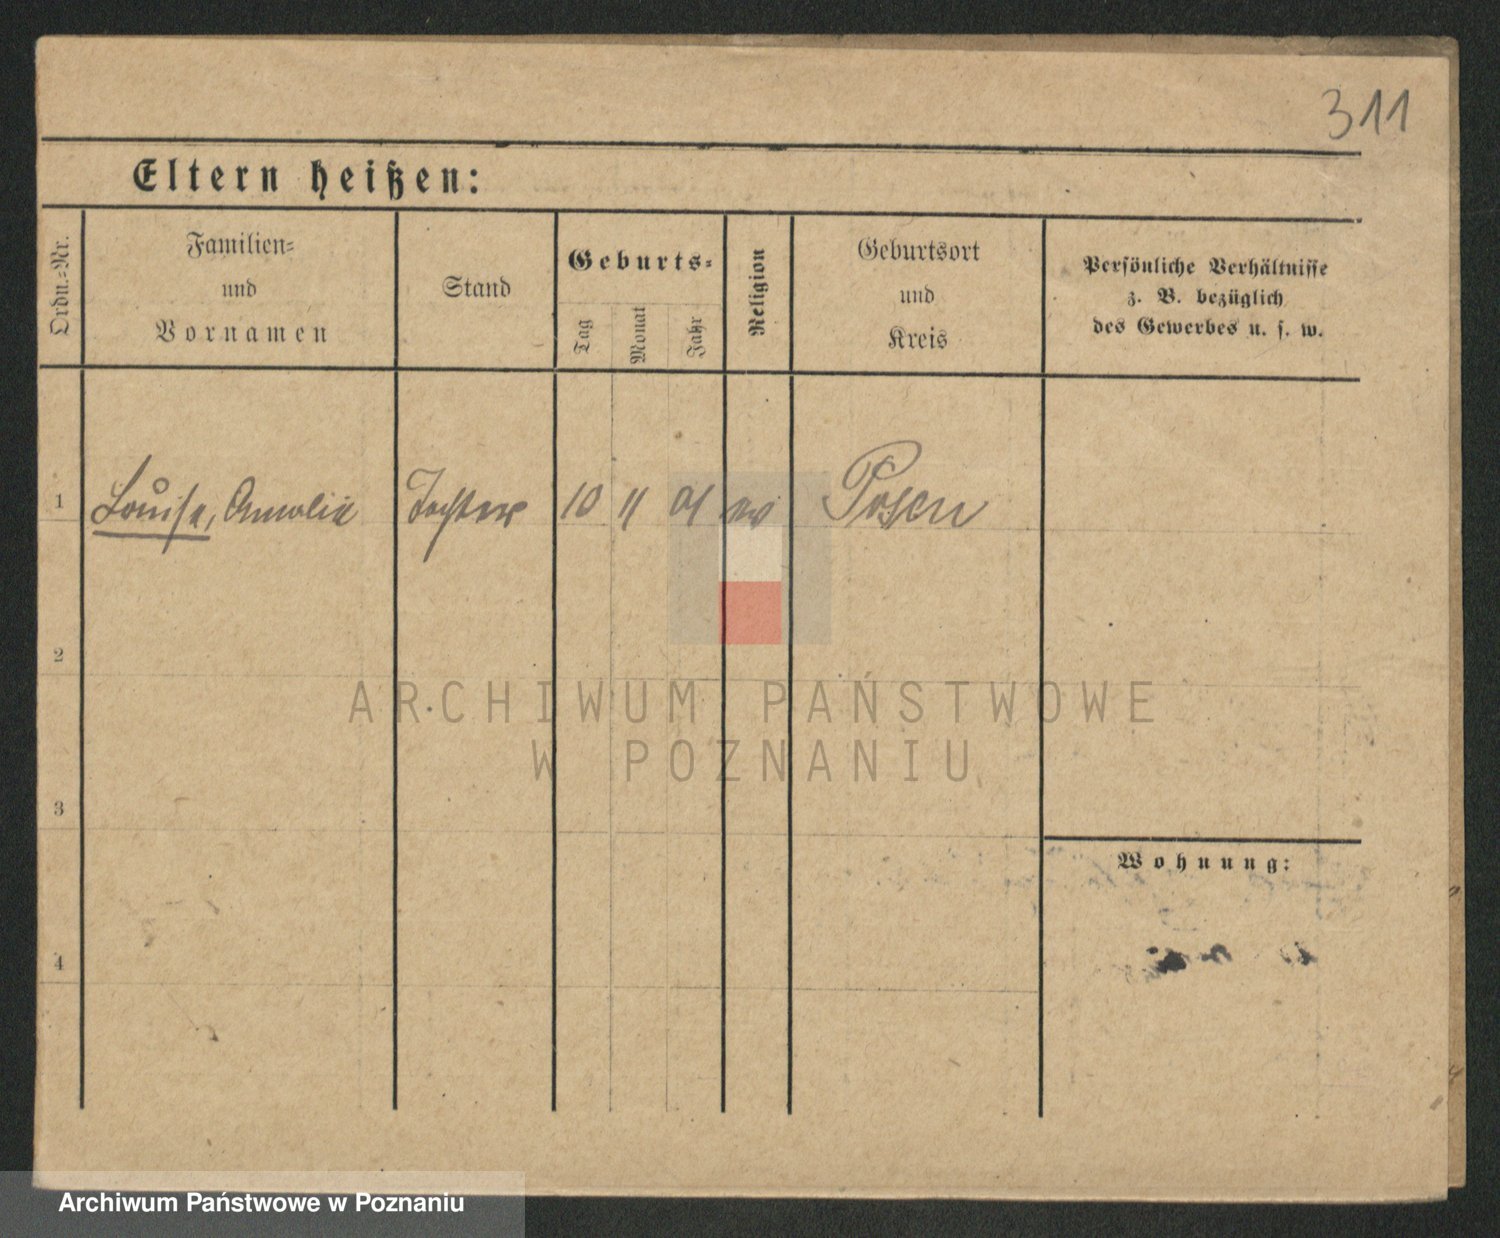 311
Eltern heißen:
Ordn.-Nr.
Familien-
und
Vornamen
Stand
Geburts-
Tag
Monat
Jahr
Religion
Geburtsort
und
Kreis
Persönliche Verhältnisse
z. B. bezüglich
des Gewerbes u. s. w.
1 Louise, Amalie Tochter 10 11 01 ev Posen
2
3
4
Wohnung:
ARCHIWUM PAŃSTWOWE
W POZNANIU
Archiwum Państwowe w Poznaniu